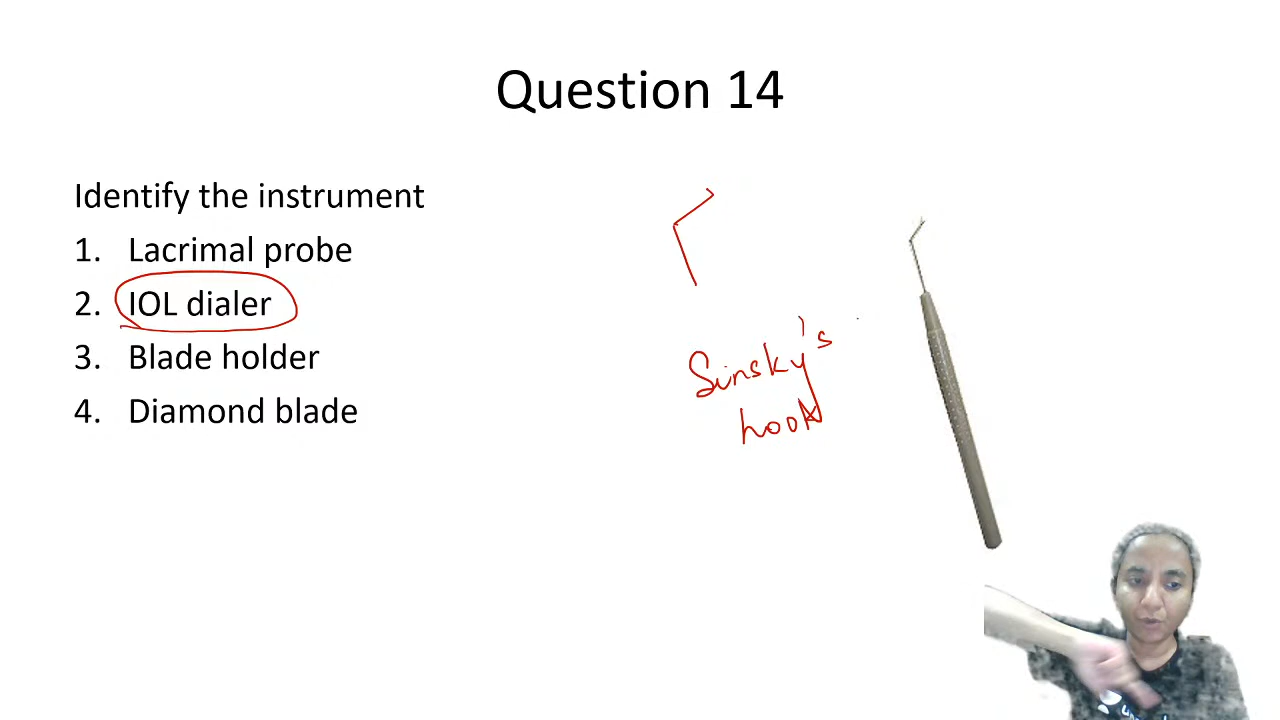 Question 14
Identify the instrument
1. Lacrimal probe
2. IOL dialer
3. Blade holder
4. Diamond blade
Sinsky's
hook